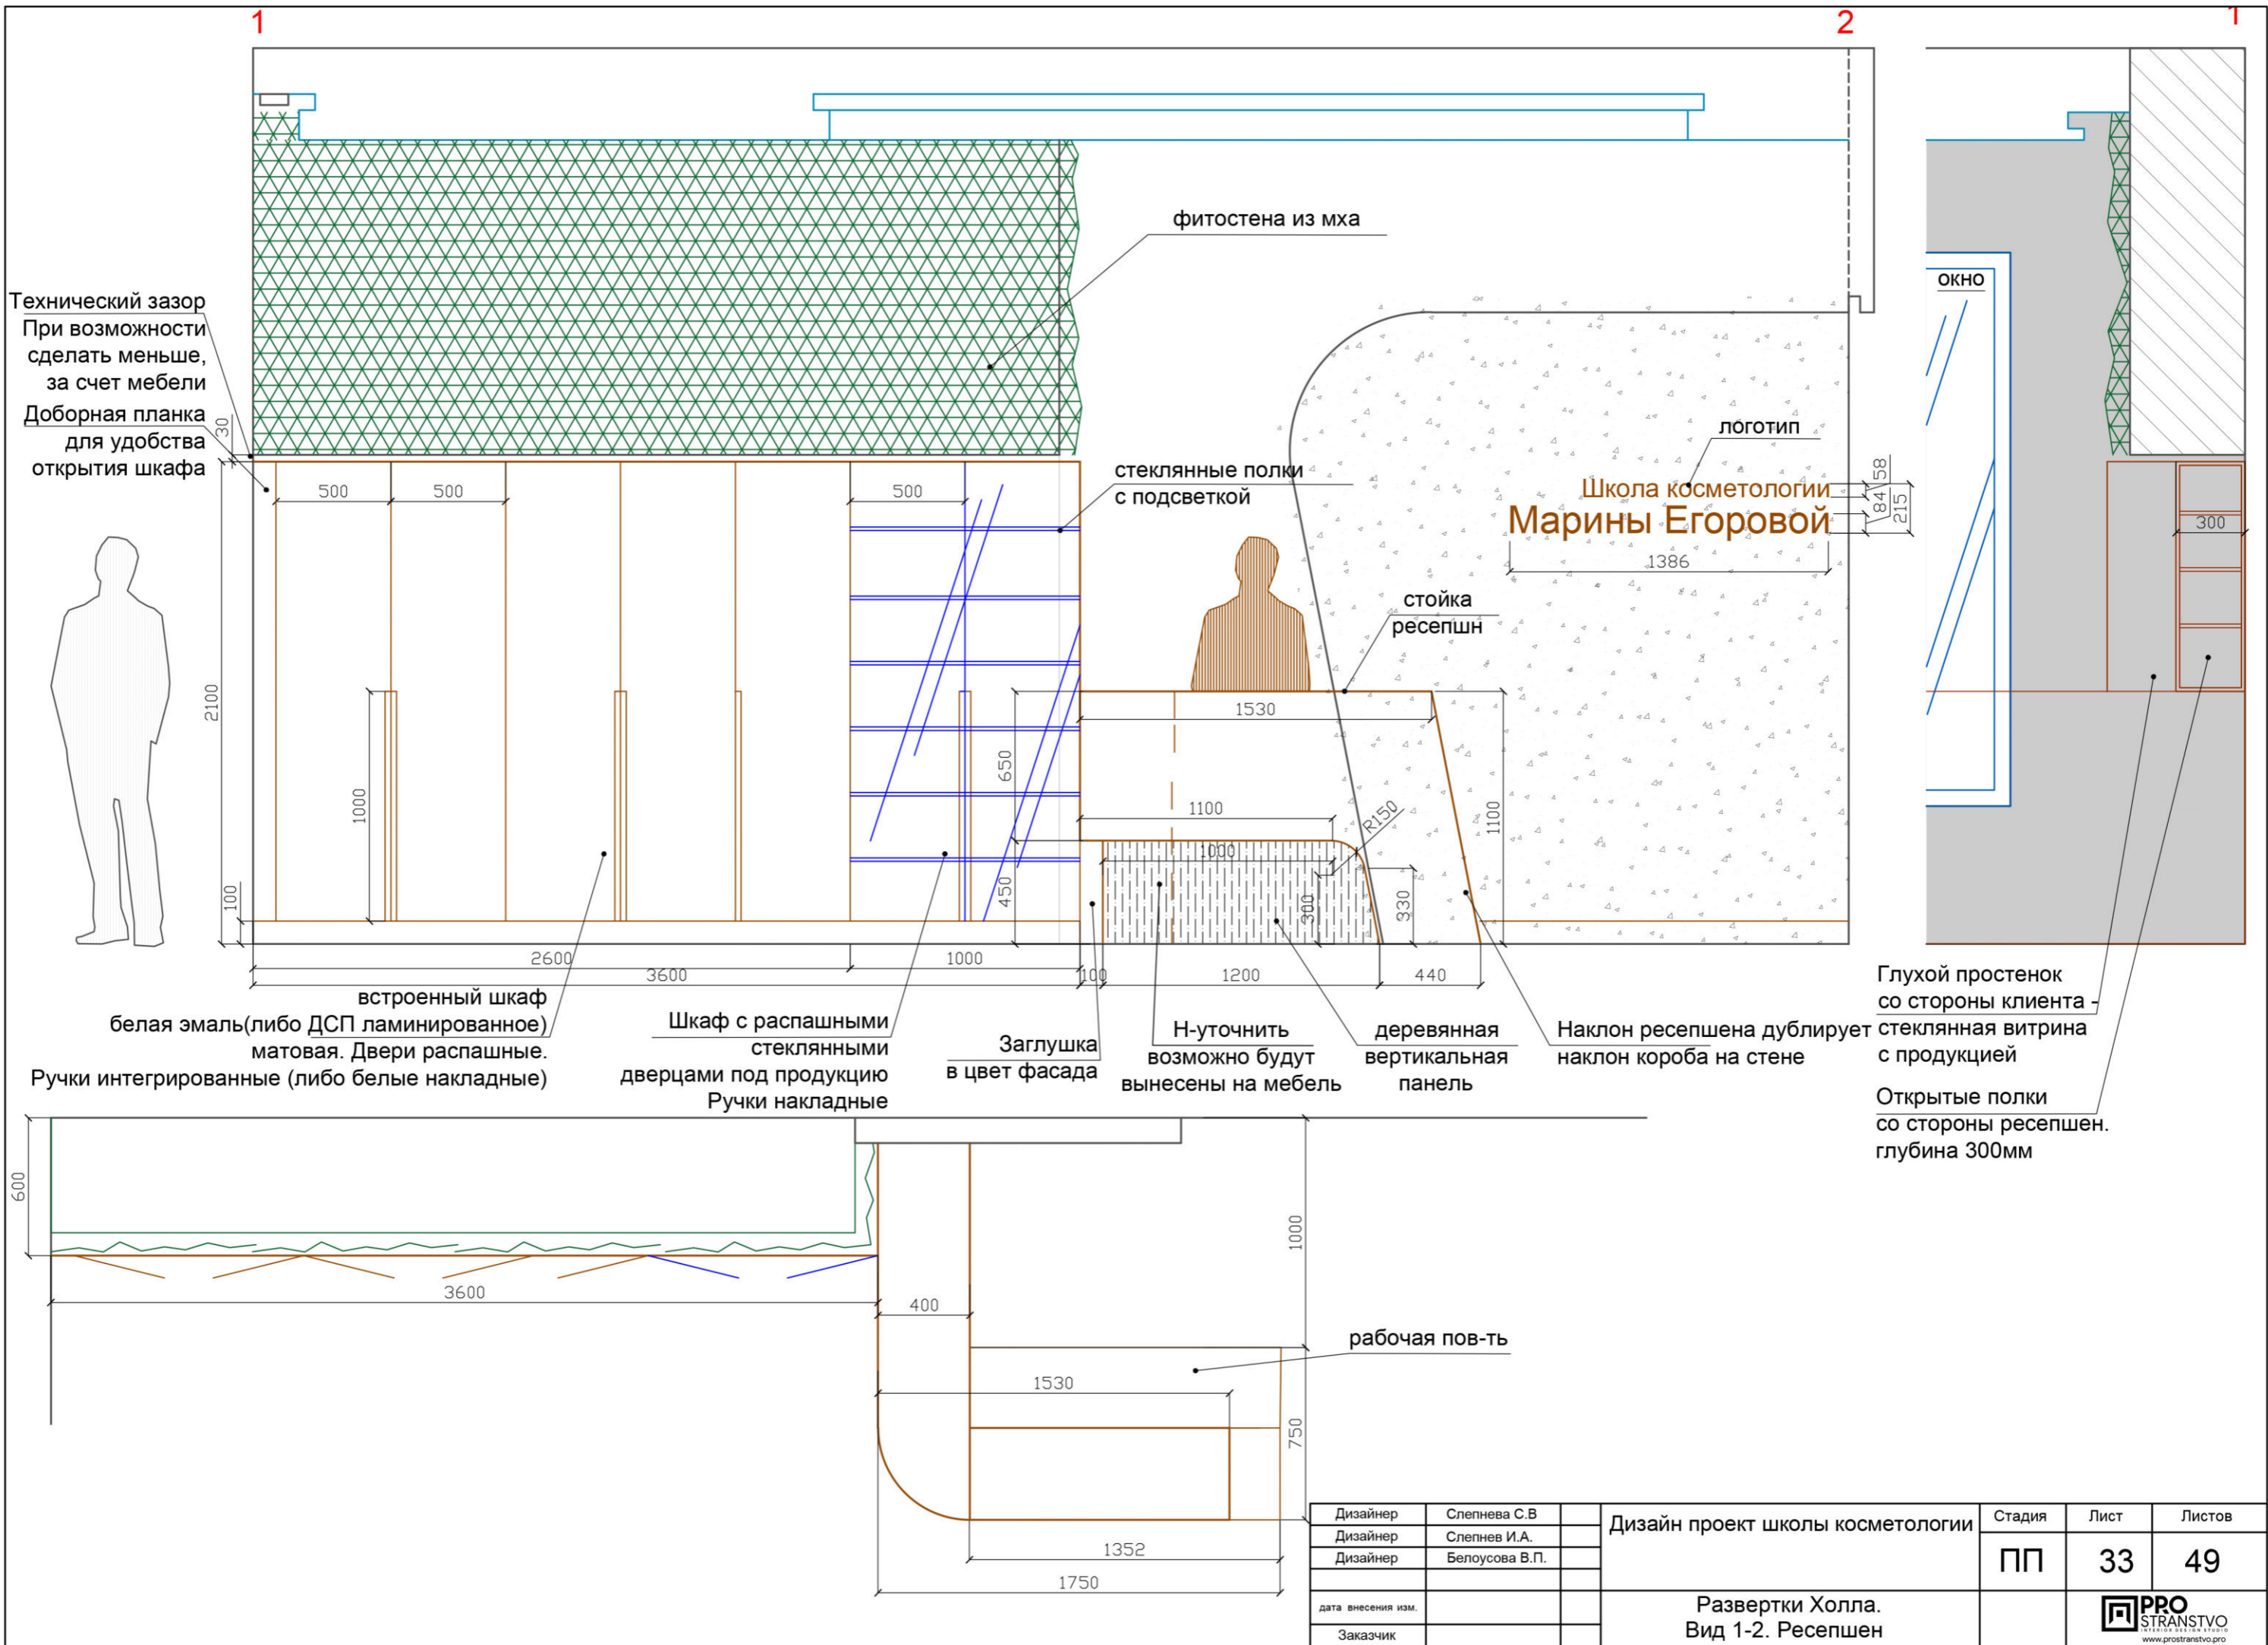 1
2
1
фитостена из мха
Технический зазор
При возможности
сделать меньше,
за счет мебели
Доборная планка
для удобства
открытия шкафа
30
ОКНО
логотип
стеклянные полки
с подсветкой
500
500
500
Школа косметологии
Марины Егоровой
58
84
215
1386
300
стойка
ресепшн
2100
1000
100
1530
650
1100
R150
1100
1000
450
300
330
2600
1000
3600
100
1200
440
встроенный шкаф
белая эмаль(либо ДСП ламинированное)
матовая. Двери распашные.
Ручки интегрированные (либо белые накладные)
Шкаф с распашными
стеклянными
дверцами под продукцию
Ручки накладные
Заглушка
в цвет фасада
Н-уточнить
возможно будут
вынесены на мебель
деревянная
вертикальная
панель
Наклон ресепшена дублирует
наклон короба на стене
Глухой простенок
со стороны клиента -
стеклянная витрина
с продукцией
Открытые полки
со стороны ресепшен.
глубина 300мм
600
3600
400
1000
рабочая пов-ть
1530
750
1352
1750
Дизайнер Слепнева С.В
Дизайнер Слепнев И.А.
Дизайнер Белоусова В.П.
дата внесения изм.
Заказчик
Дизайн проект школы косметологии
Развертки Холла.
Вид 1-2. Ресепшен
Стадия Лист Листов
ПП 33 49
PRO
STRANSTVO
INTERIOR DESIGN STUDIO
www.prostranstvo.pro